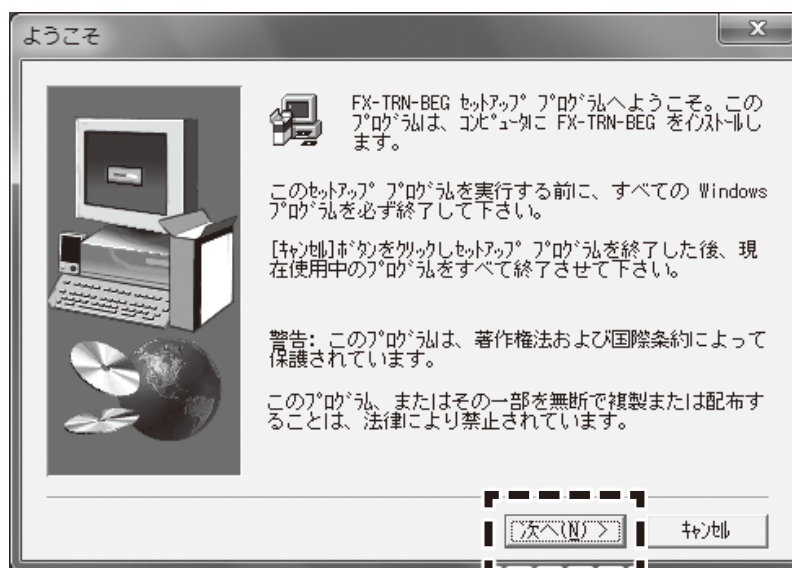 ようこそ
FX-TRN-BEG ｾｯﾄｱｯﾌﾟ ﾌﾟﾛｸﾞﾗﾑへようこそ。この
ﾌﾟﾛｸﾞﾗﾑは、ｺﾝﾋﾟｭｰﾀに FX-TRN-BEG をｲﾝｽﾄｰﾙし
ます。
このｾｯﾄｱｯﾌﾟ ﾌﾟﾛｸﾞﾗﾑを実行する前に、すべての Windows
ﾌﾟﾛｸﾞﾗﾑを必ず終了して下さい。
[ｷｬﾝｾﾙ]ﾎﾞﾀﾝをｸﾘｯｸしｾｯﾄｱｯﾌﾟ ﾌﾟﾛｸﾞﾗﾑを終了した後、現
在使用中のﾌﾟﾛｸﾞﾗﾑをすべて終了させて下さい。
警告: このﾌﾟﾛｸﾞﾗﾑは、著作権法および国際条約によって
保護されています。
このﾌﾟﾛｸﾞﾗﾑ、またはその一部を無断で複製または配布す
ることは、法律により禁止されています。
次へ(N) >
ｷｬﾝｾﾙ